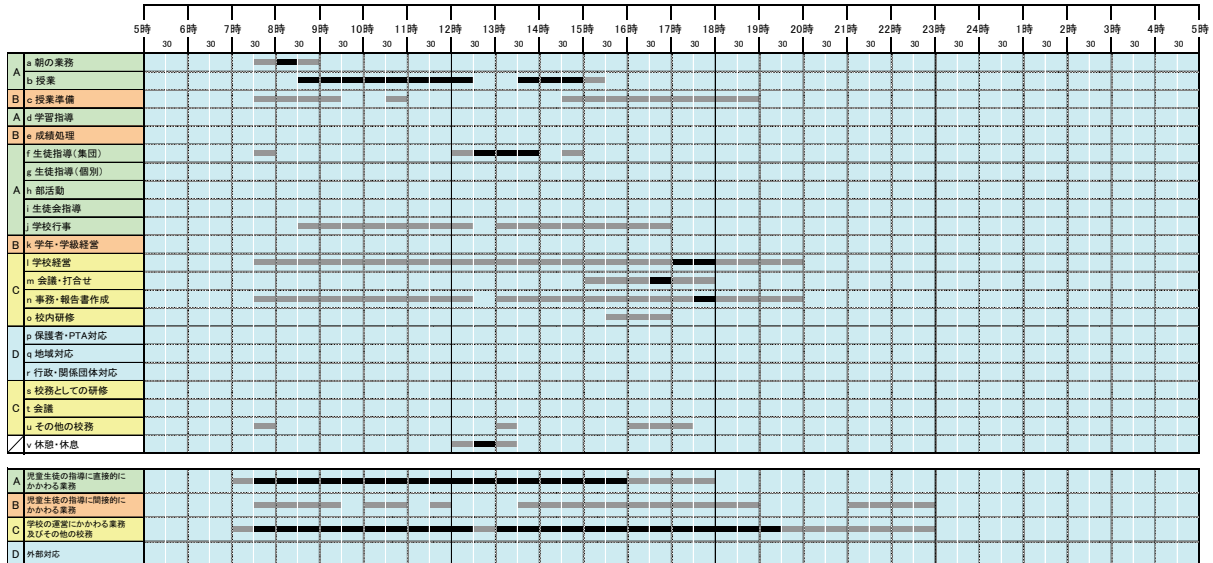 5時 6時 7時 8時 9時 10時 11時 12時 13時 14時 15時 16時 17時 18時 19時 20時 21時 22時 23時 24時 1時 2時 3時 4時 5時
30 30 30 30 30 30 30 30 30 30 30 30 30 30 30 30 30 30 30 30 30 30 30 30
A
a 朝の業務
b 授業
B c 授業準備
A d 学習指導
B e 成績処理
A
f 生徒指導(集団)
g 生徒指導(個別)
h 部活動
i 生徒会指導
j 学校行事
B k 学年・学級経営
C
l 学校経営
m 会議・打合せ
n 事務・報告書作成
o 校内研修
D
p 保護者・PTA対応
q 地域対応
r 行政・関係団体対応
C
s 校務としての研修
t 会議
u その他の校務
v 休憩・休息
A 児童生徒の指導に直接的に
かかわる業務
B 児童生徒の指導に間接的に
かかわる業務
C 学校の運営にかかわる業務
及びその他の校務
D 外部対応